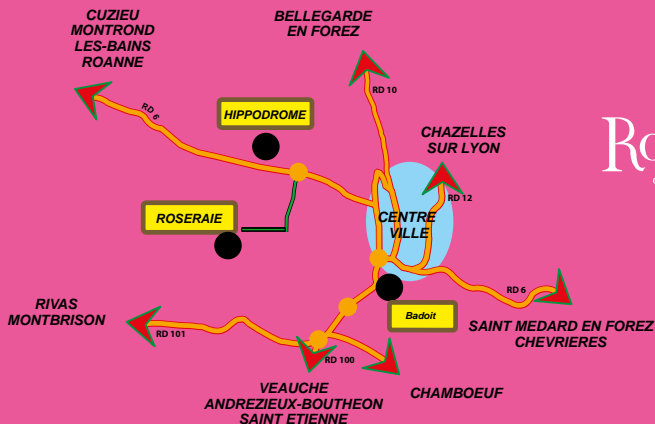 CUZIEU
MONTROND
LES-BAINS
ROANNE
BELLEGARDE
EN FOREZ
RD 6
RD 10
HIPPODROME
CHAZELLES
SUR LYON
RD 12
ROSERAIE
CENTRE
VILLE
RD 6
RIVAS
MONTBRISON
RD 101
Badoit
SAINT MEDARD EN FOREZ
CHEVRIERES
RD 100
VEAUCHE
ANDREZIEUX-BOUTHEON
SAINT ETIENNE
CHAMBOEUF